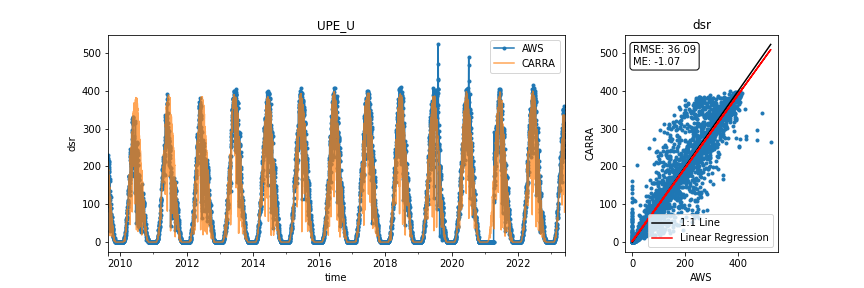 UPE_U
dsr
500
400
300
200
100
0
dsr
2010
2012
2014
2016
2018
2020
2022
time
AWS
CARRA
dsr
RMSE: 36.09
ME: -1.07
500
400
300
200
100
0
CARRA
0
200
400
AWS
1:1 Line
Linear Regression